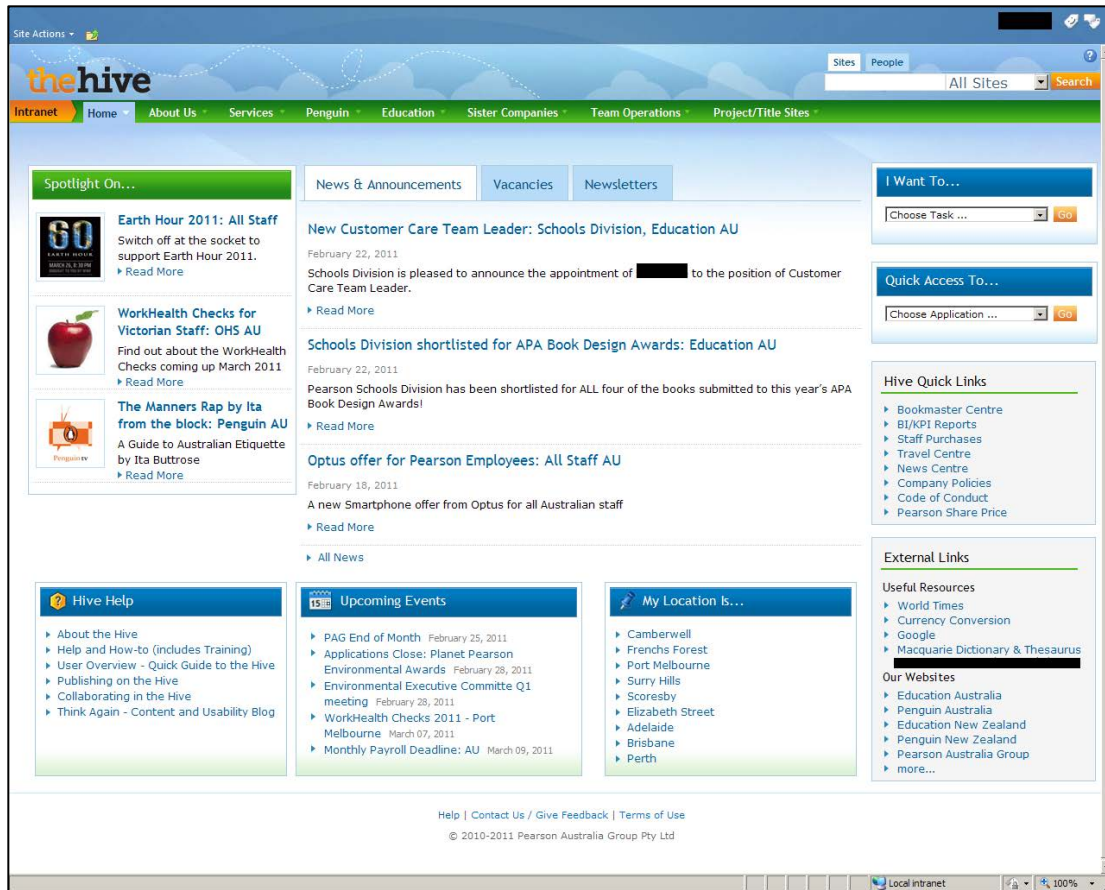 Site Actions
thehive
Sites People
All Sites Search
Intranet Home About Us Services Penguin Education Sister Companies Team Operations Project/Title Sites
Spotlight On...
60
EARTH HOUR
Earth Hour 2011: All Staff
Switch off at the socket to
support Earth Hour 2011.
Read More
WorkHealth Checks for
Victorian Staff: OHS AU
Find out about the WorkHealth
Checks coming up March 2011
Read More
Penguin tv
The Manners Rap by Ita
from the block: Penguin AU
A Guide to Australian Etiquette
by Ita Buttrose
Read More
News & Announcements Vacancies Newsletters
New Customer Care Team Leader: Schools Division, Education AU
February 22, 2011
Schools Division is pleased to announce the appointment of to the position of Customer
Care Team Leader.
Read More
Schools Division shortlisted for APA Book Design Awards: Education AU
February 22, 2011
Pearson Schools Division has been shortlisted for ALL four of the books submitted to this year's APA
Book Design Awards!
Read More
Optus offer for Pearson Employees: All Staff AU
February 18, 2011
A new Smartphone offer from Optus for all Australian staff
Read More
All News
I Want To...
Choose Task ... Go
Quick Access To...
Choose Application ... Go
Hive Quick Links
Bookmaster Centre
BI/KPI Reports
Staff Purchases
Travel Centre
News Centre
Company Policies
Code of Conduct
Pearson Share Price
External Links
Useful Resources
World Times
Currency Conversion
Google
Macquarie Dictionary & Thesaurus
Our Websites
Education Australia
Penguin Australia
Education New Zealand
Penguin New Zealand
Pearson Australia Group
more...
Hive Help
About the Hive
Help and How-to (includes Training)
User Overview - Quick Guide to the Hive
Publishing on the Hive
Collaborating in the Hive
Think Again - Content and Usability Blog
15
Upcoming Events
PAG End of Month February 25, 2011
Applications Close: Planet Pearson
Environmental Awards February 28, 2011
Environmental Executive Committe Q1
meeting February 28, 2011
WorkHealth Checks 2011 - Port
Melbourne March 07, 2011
Monthly Payroll Deadline: AU March 09, 2011
My Location Is...
Camberwell
Frenchs Forest
Port Melbourne
Surry Hills
Scoresby
Elizabeth Street
Adelaide
Brisbane
Perth
Help | Contact Us / Give Feedback | Terms of Use
© 2010-2011 Pearson Australia Group Pty Ltd
Local intranet 100%